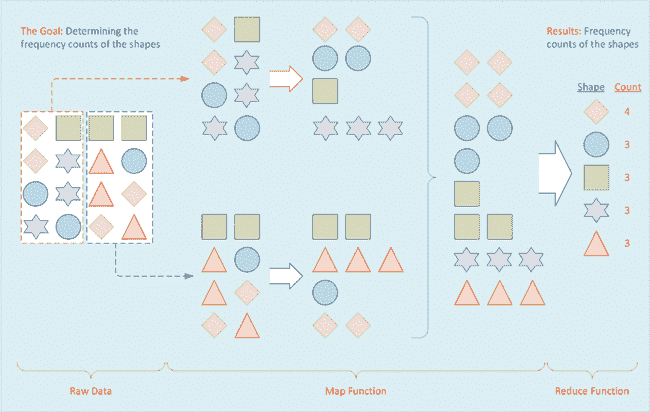 The Goal: Determining the
frequency counts of the shapes
Results: Frequency
counts of the shapes
Shape Count
4
3
3
3
3
Raw Data
Map Function
Reduce Function